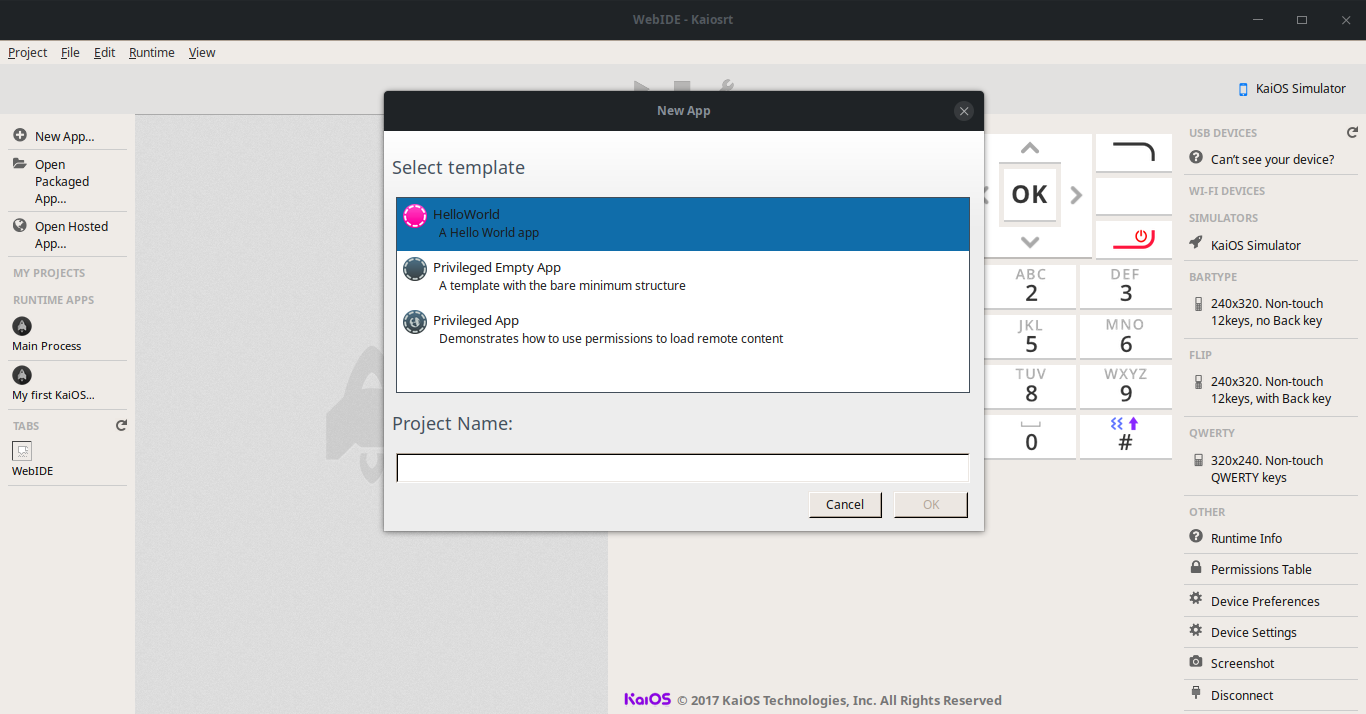 WebIDE - Kaiosrt
Project File Edit Runtime View
KaiOS Simulator
New App...
Open
Packaged
App...
Open Hosted
App...
MY PROJECTS
RUNTIME APPS
Main Process
My first KaiOS...
TABS
WebIDE
New App
Select template
HelloWorld
A Hello World app
Privileged Empty App
A template with the bare minimum structure
Privileged App
Demonstrates how to use permissions to load remote content
Project Name:
Cancel OK
OK
ABC DEF
2 3
JKL MNO
5 6
TUV WXYZ
8 9
0 #
KaiOS © 2017 KaiOS Technologies, Inc. All Rights Reserved
USB DEVICES
Can't see your device?
WI-FI DEVICES
SIMULATORS
KaiOS Simulator
BARTYPE
240x320. Non-touch
12keys, no Back key
FLIP
240x320. Non-touch
12keys, with Back key
QWERTY
320x240. Non-touch
QWERTY keys
OTHER
Runtime Info
Permissions Table
Device Preferences
Device Settings
Screenshot
Disconnect